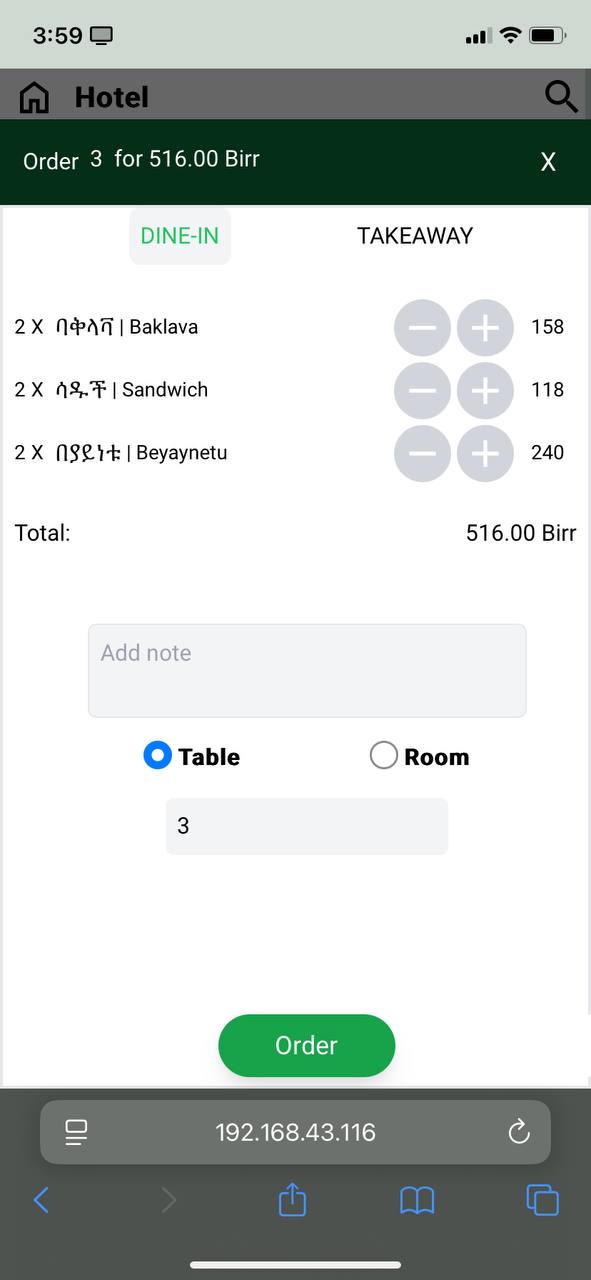 3:59
Hotel
Order 3 for 516.00 Birr X
DINE-IN TAKEAWAY
2 X ባቅላቫ | Baklava 158
2 X ሳዱች | Sandwich 118
2 X በያይነቱ | Beyaynetu 240
Total: 516.00 Birr
Add note
Table Room
3
Order
192.168.43.116